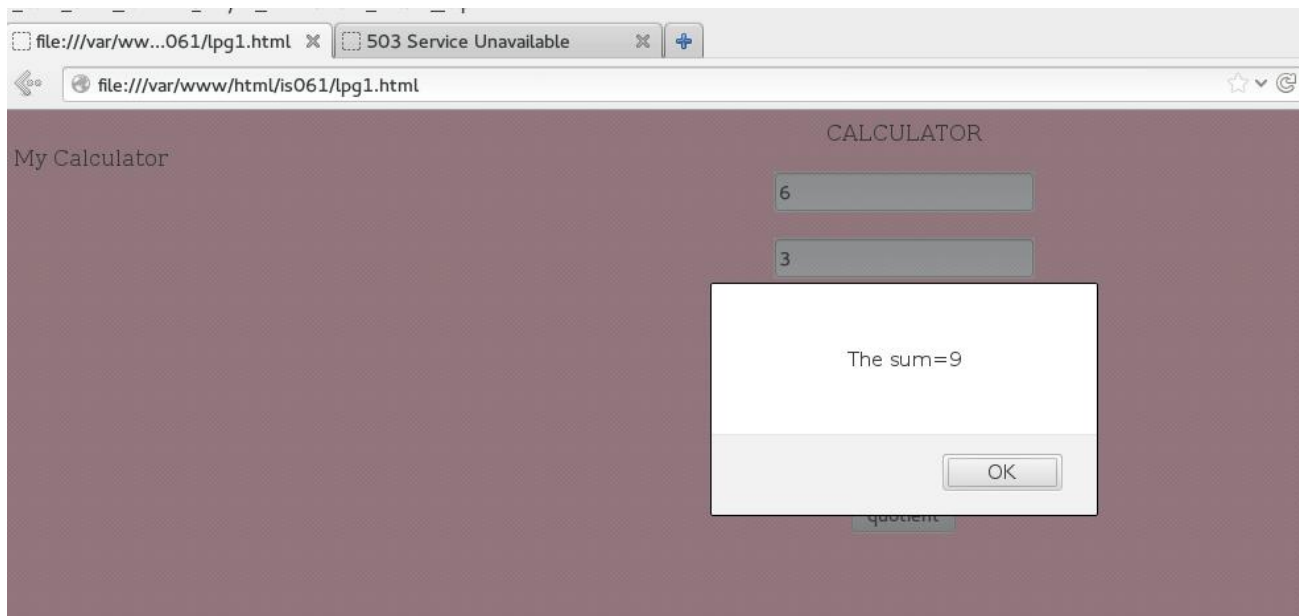 file:///var/ww...061/lpg1.html
503 Service Unavailable
file:///var/www/html/is061/lpg1.html
My Calculator
CALCULATOR
6
3
The sum=9
OK
quotient